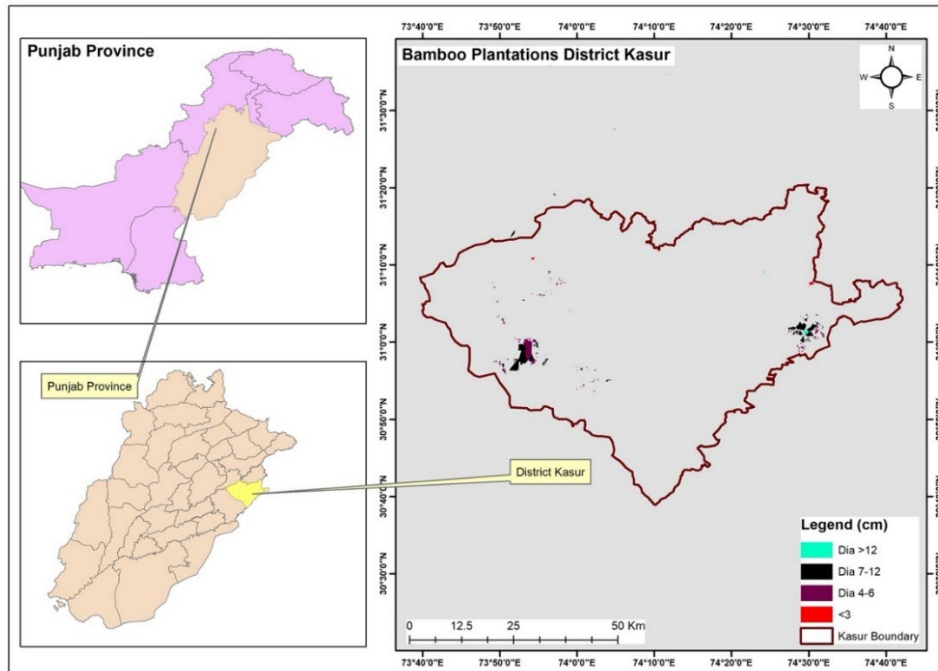 Punjab Province
Punjab Province
District Kasur
73°40'0"E 73°50'0"E 74°0'0"E 74°10'0"E 74°20'0"E 74°30'0"E 74°40'0"E
Bamboo Plantations District Kasur
N
W E
S
31°30'0"N
31°20'0"N
31°10'0"N
31°0'0"N
30°50'0"N
30°40'0"N
30°30'0"N
Legend (cm)
Dia >12
Dia 7-12
Dia 4-6
<3
Kasur Boundary
0 12.5 25 50 Km
73°40'0"E 73°50'0"E 74°0'0"E 74°10'0"E 74°20'0"E 74°30'0"E 74°40'0"E